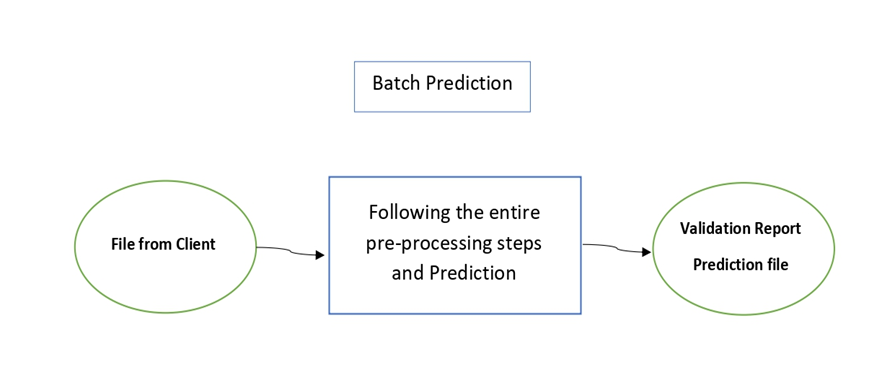 Batch Prediction
File from Client
Following the entire
pre-processing steps
and Prediction
Validation Report
Prediction file